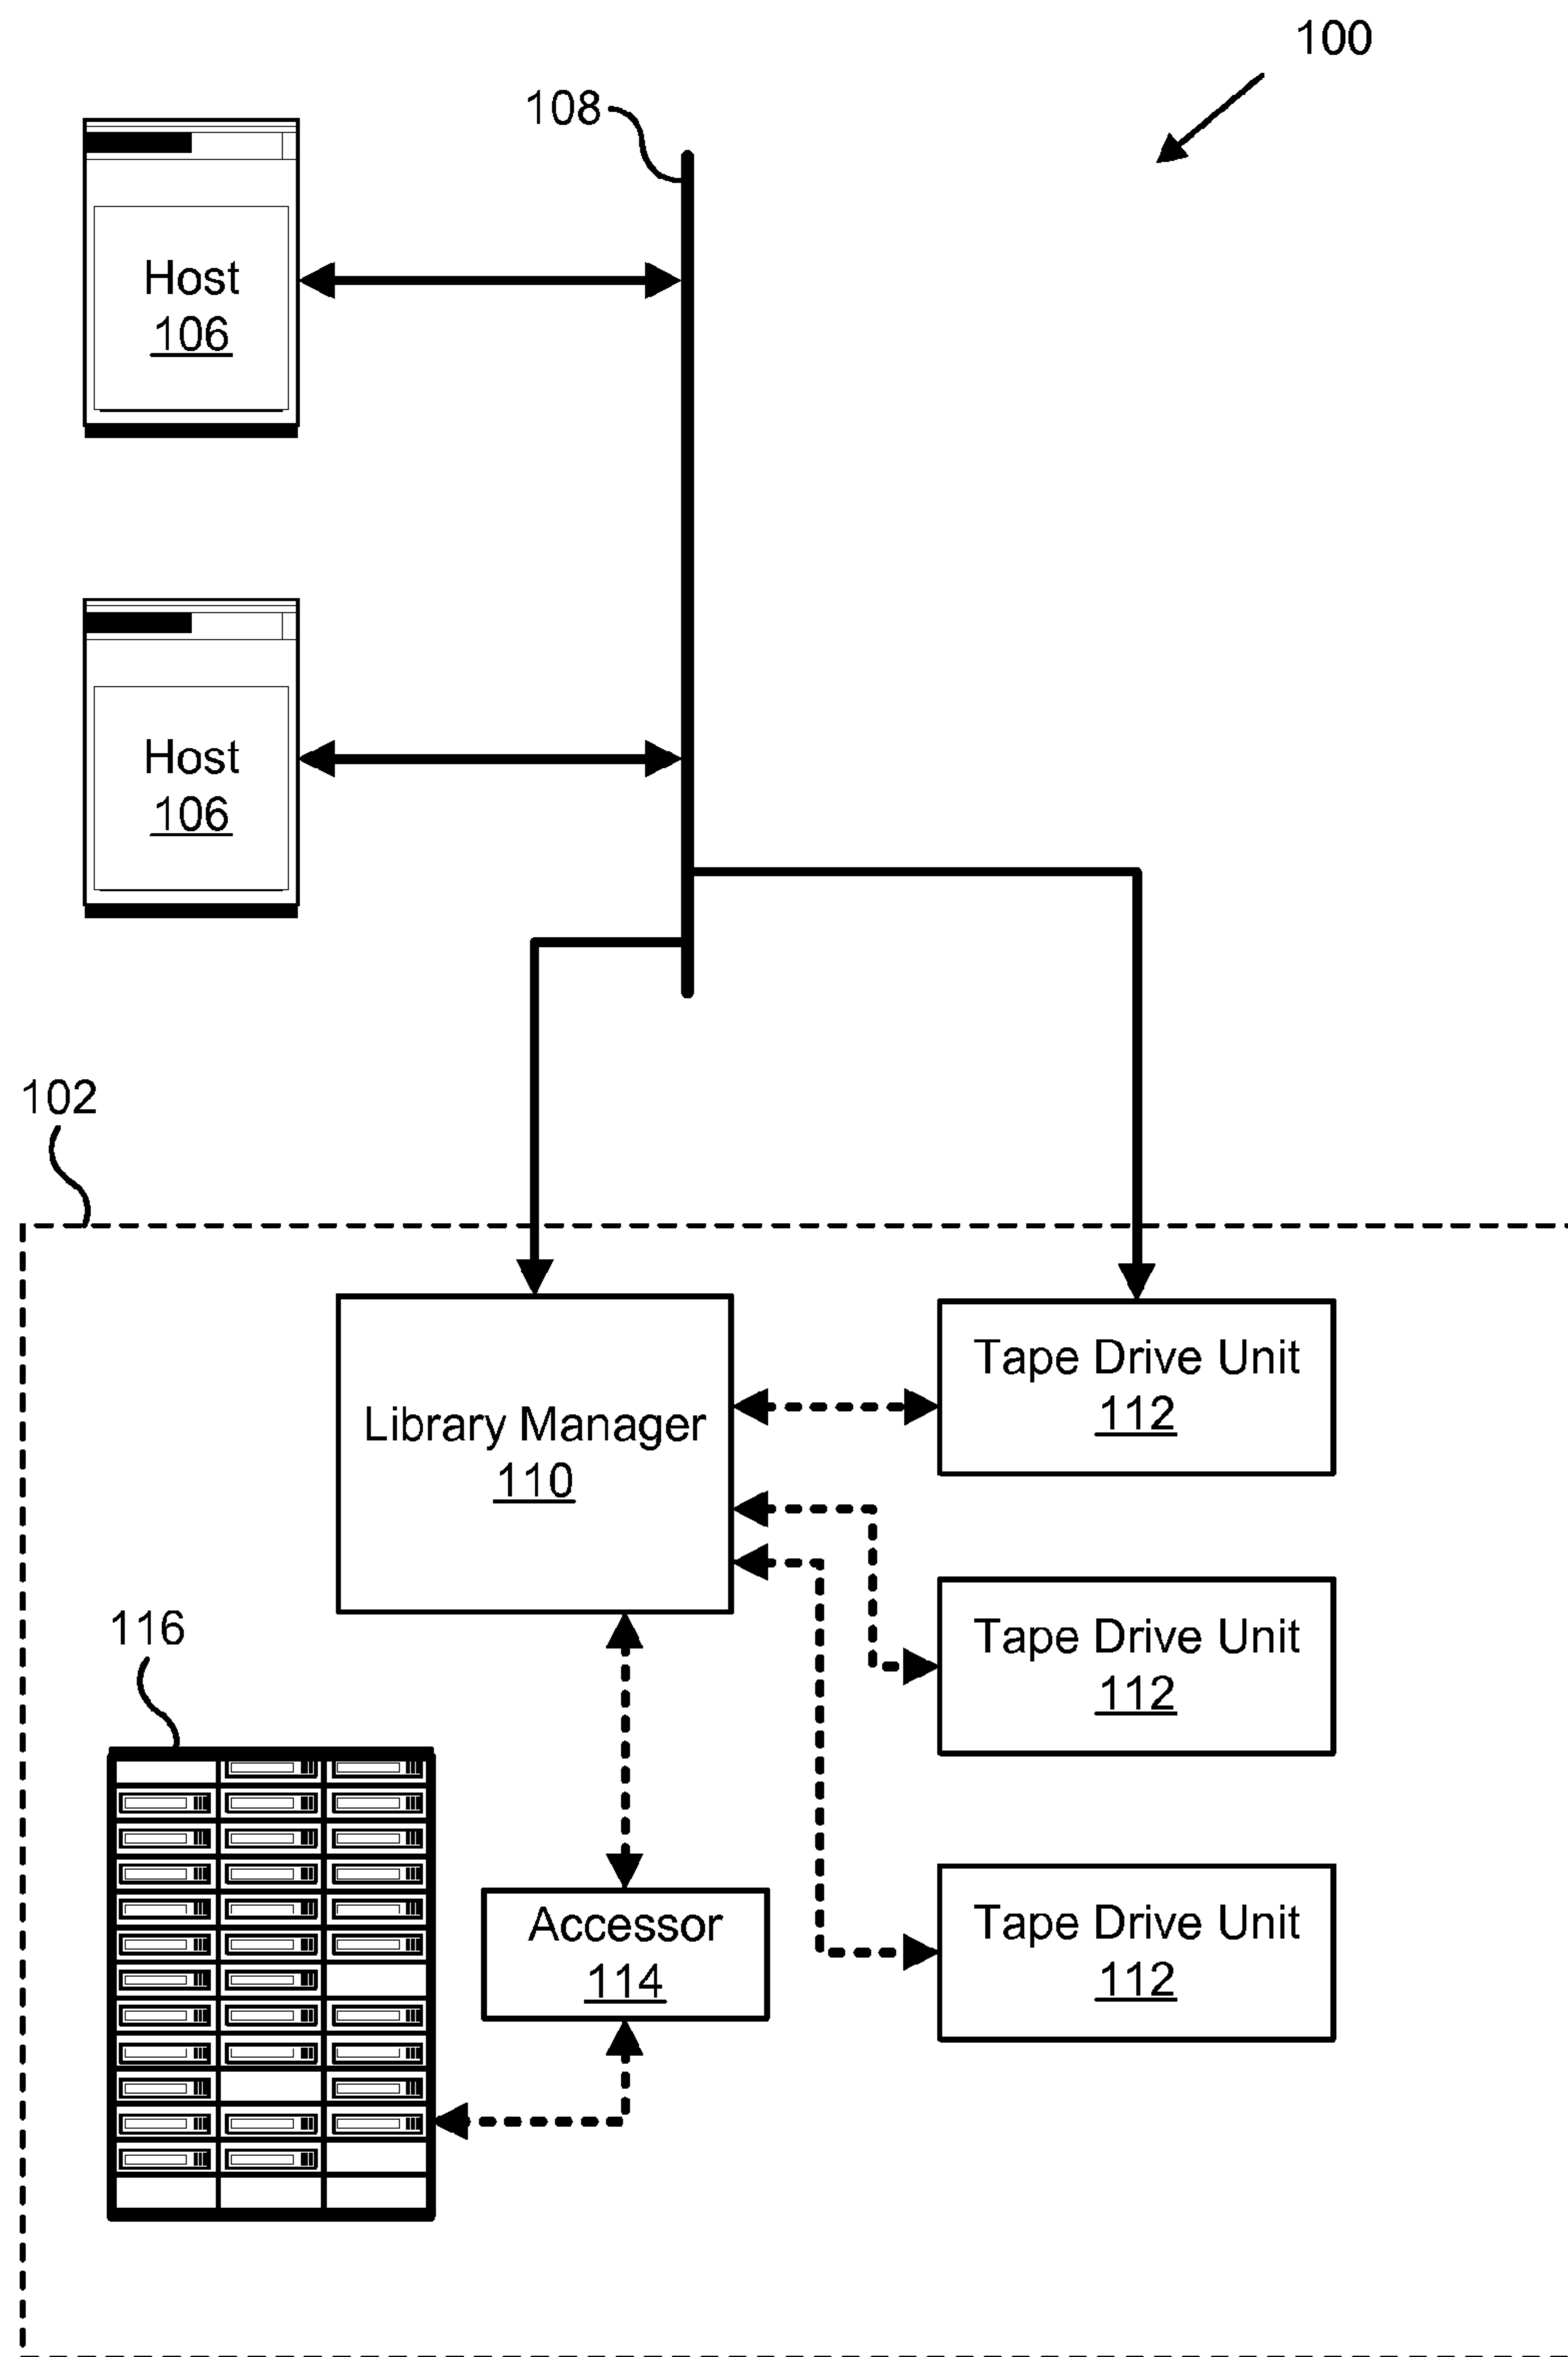 100
108
Host
106
Host
106
102
Tape Drive Unit
112
Library Manager
110
Tape Drive Unit
112
116
Accessor
114
Tape Drive Unit
112